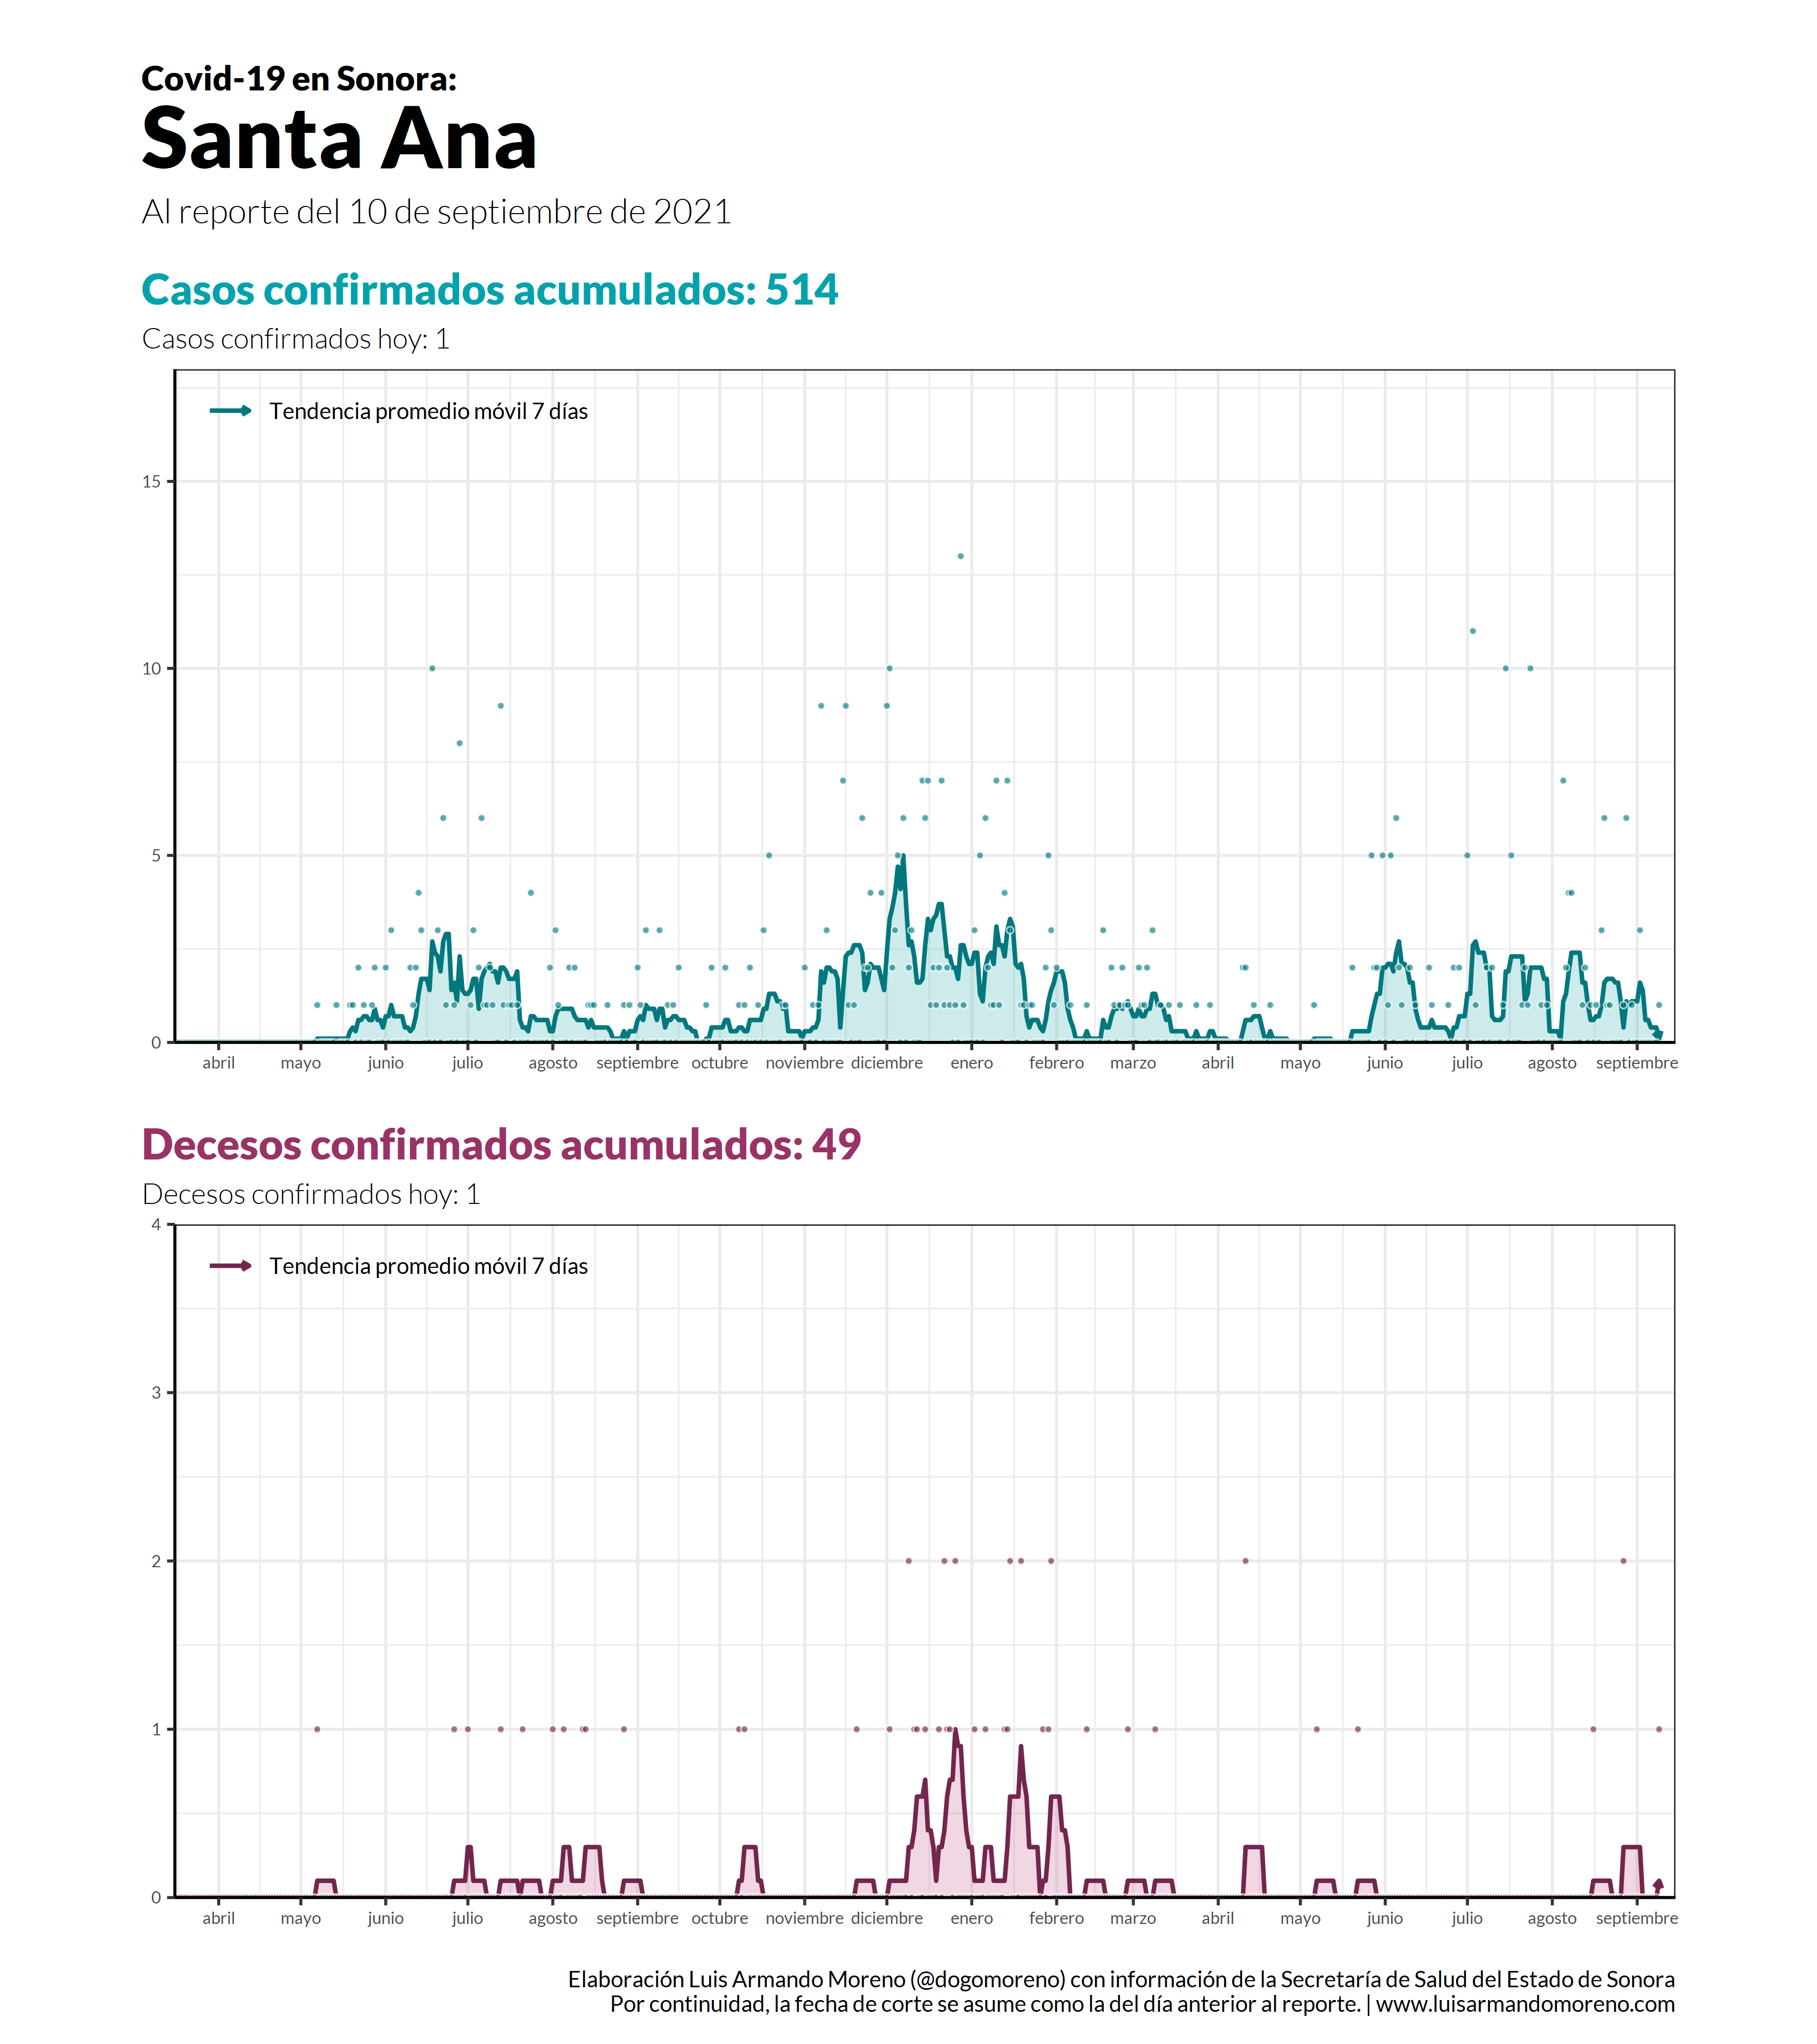 Covid-19 en Sonora:
Santa Ana
Al reporte del 10 de septiembre de 2021
Casos confirmados acumulados: 514
Casos confirmados hoy: 1
Tendencia promedio móvil 7 días
15
10
5
0
abril mayo junio julio agosto septiembre octubre noviembre diciembre enero febrero marzo abril mayo junio julio agosto septiembre
Decesos confirmados acumulados: 49
Decesos confirmados hoy: 1
4
Tendencia promedio móvil 7 días
3
2
1
0
abril mayo junio julio agosto septiembre octubre noviembre diciembre enero febrero marzo abril mayo junio julio agosto septiembre
Elaboración Luis Armando Moreno (@dogomoreno) con información de la Secretaría de Salud del Estado de Sonora
Por continuidad, la fecha de corte se asume como la del día anterior al reporte. | www.luisarmandomoreno.com